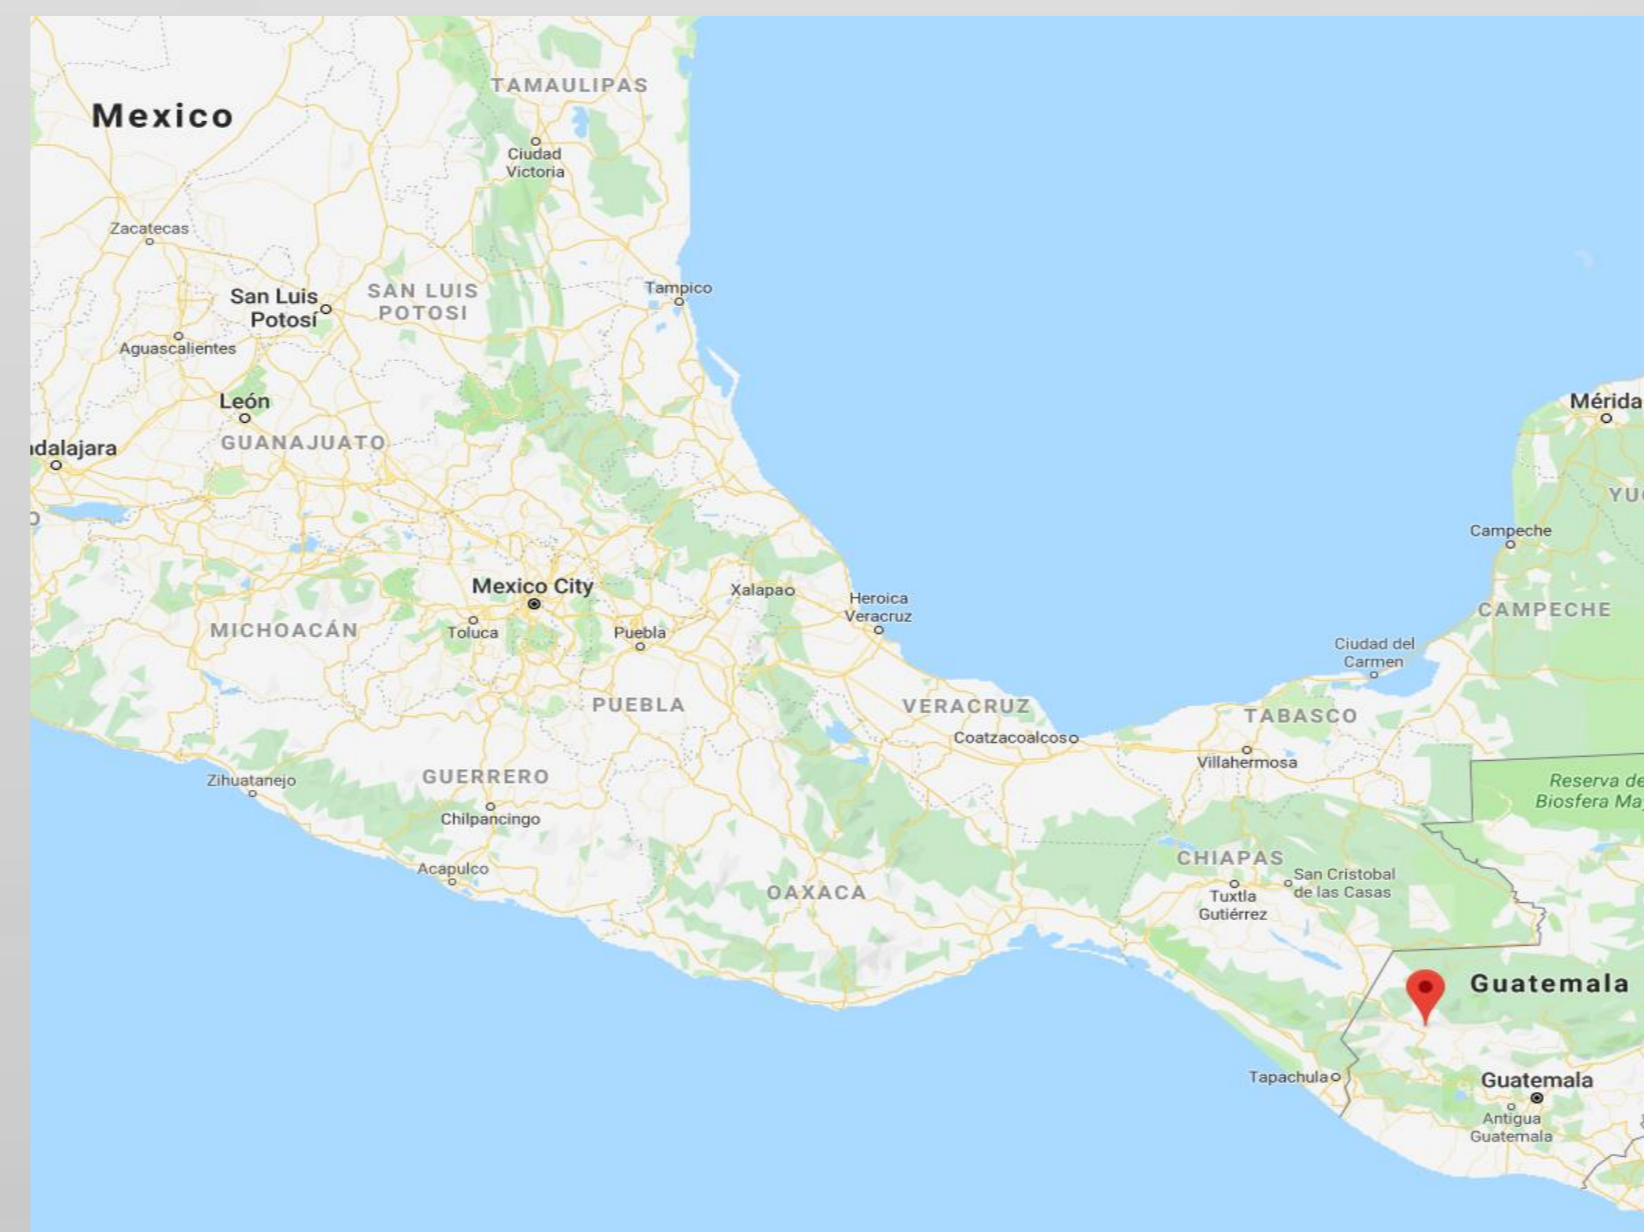 TAMAULIPAS
Mexico
Ciudad
Victoria
Zacatecas
San Luis
Potosí
SAN LUIS
POTOSI
Tampico
Aguascalientes
León
Mérida
GUANAJUATO
adalajara
YUC
O
Campeche
Mexico City
Xalapa
Heroica
Veracruz
CAMPECHE
MICHOACÁN
Toluca
Puebla
Ciudad del
Carmen
PUEBLA
VERACRUZ
TABASCO
Coatzacoalcos
Villahermosa
Zihuatanejo
GUERRERO
Reserva de
Biosfera Ma
Chilpancingo
CHIAPAS
Acapulco
San Cristobal
de las Casas
OAXACA
Tuxtla
Gutiérrez
Guatemala
Tapachula
Guatemala
Antigua
Guatemala